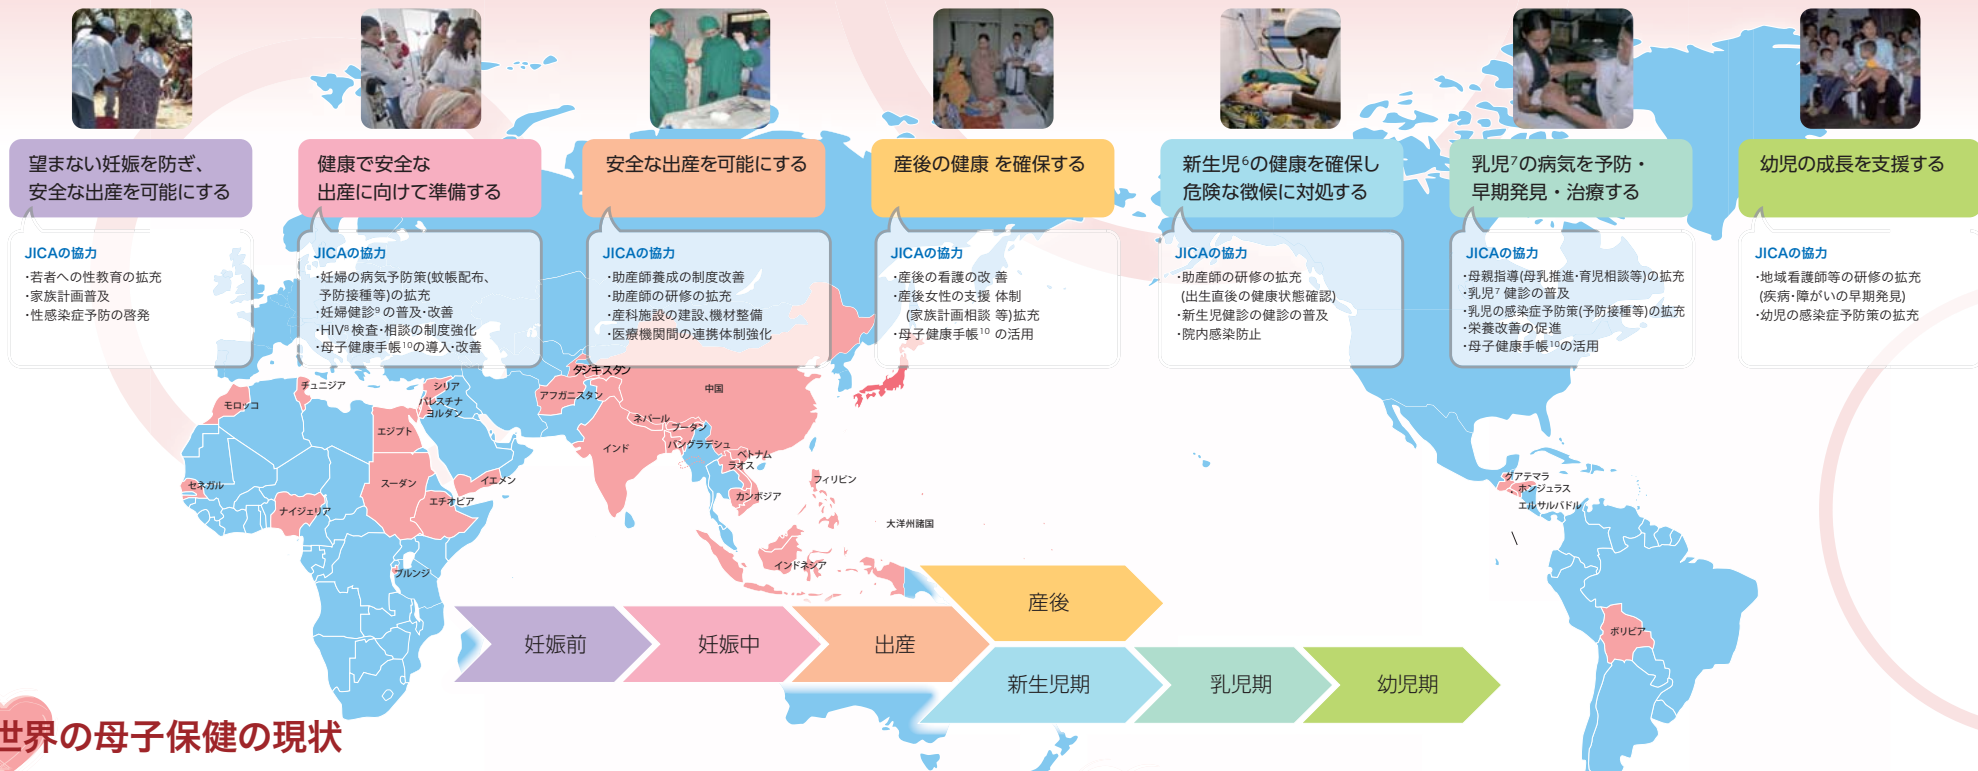 望まない妊娠を防ぎ、
安全な出産を可能にする
JICAの協力
・若者への性教育の拡充
・家族計画普及
・性感染症予防の啓発
健康で安全な
出産に向けて準備する
JICAの協力
・妊婦の病気予防策(蚊帳配布、
予防接種等)の拡充
・妊婦健診9 の普及・改善
・HIV8 検査・相談の制度強化
・母子健康手帳10の導入・改善
安全な出産を可能にする
JICAの協力
・助産師養成の制度改善
・助産師の研修の拡充
・産科施設の建設、機材整備
・医療機関間の連携体制強化
産後の健康 を確保する
JICAの協力
・産後の看護の改 善
・産後女性の支援 体制
(家族計画相談 等)拡充
・母子健康手帳10 の活用
新生児6の健康を確保し
危険な徴候に対処する
JICAの協力
・助産師の研修の拡充
(出生直後の健康状態確認)
・新生児健診の健診の普及
・院内感染防止
乳児7の病気を予防・
早期発見・治療する
JICAの協力
・母親指導(母乳推進・育児相談等)の拡充
・乳児7 健診の普及
・乳児の感染症予防策(予防接種等)の拡充
・栄養改善の促進
・母子健康手帳10の活用
幼児の成長を支援する
JICAの協力
・地域看護師等の研修の拡充
(疾病・障がいの早期発見)
・幼児の感染症予防策の拡充
タジキスタン
チュニジア
シリア
中国
アフガニスタン
パレスチナ
モロッコ
ヨルダン
ネパール
ブータン
エジプト
バングラデシュ
インド
ベトナム
ラオス
イエメン
フィリピン
グアテマラ
セネガル
スーダン
ホンジュラス
カンボジア
エチオピア
エルサルバドル
ナイジェリア
大洋州諸国
インドネシア
ブルンジ
ボリビア
妊娠前
妊娠中
出産
産後
新生児期
乳児期
幼児期
世界の母子保健の現状